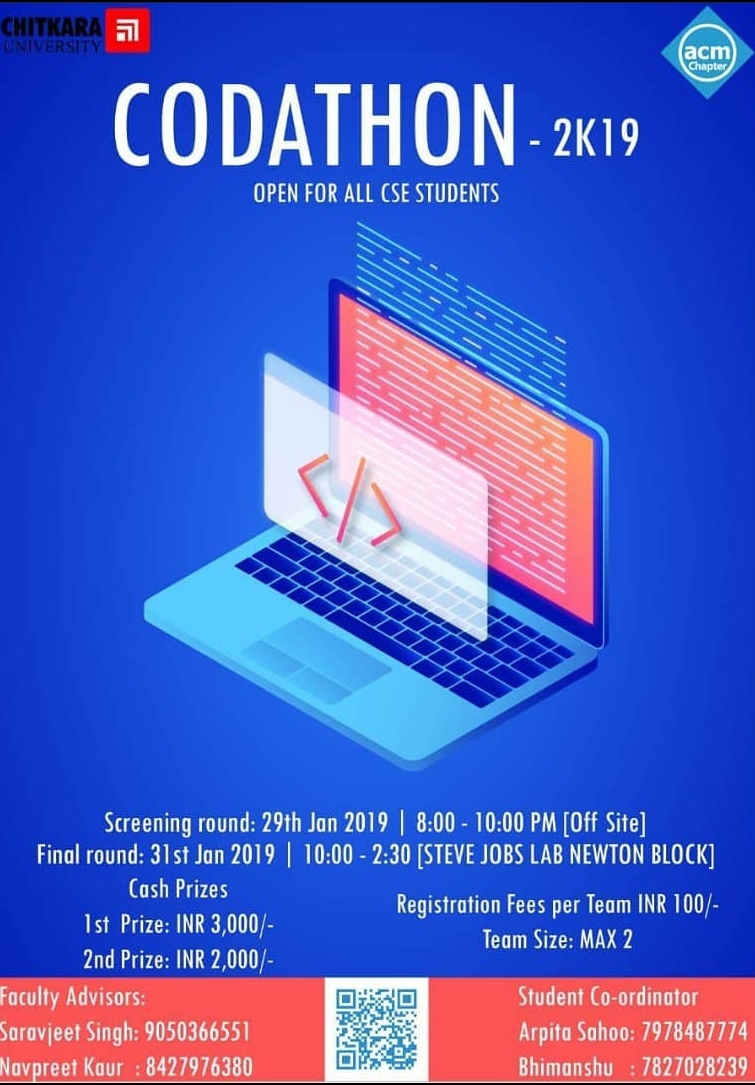 CHITKARA
UNIVERSITY
acm
Chapter
CODATHON - 2K19
OPEN FOR ALL CSE STUDENTS
</>
Screening round: 29th Jan 2019 | 8:00 - 10:00 PM [Off Site]
Final round: 31st Jan 2019 | 10:00 - 2:30 [STEVE JOBS LAB NEWTON BLOCK]
Cash Prizes
1st Prize: INR 3,000/-
2nd Prize: INR 2,000/-
Registration Fees per Team INR 100/-
Team Size: MAX 2
Faculty Advisors:
Saravjeet Singh: 9050366551
Navpreet Kaur : 8427976380
Student Co-ordinator
Arpita Sahoo: 7978487774
Bhimanshu : 7827028239